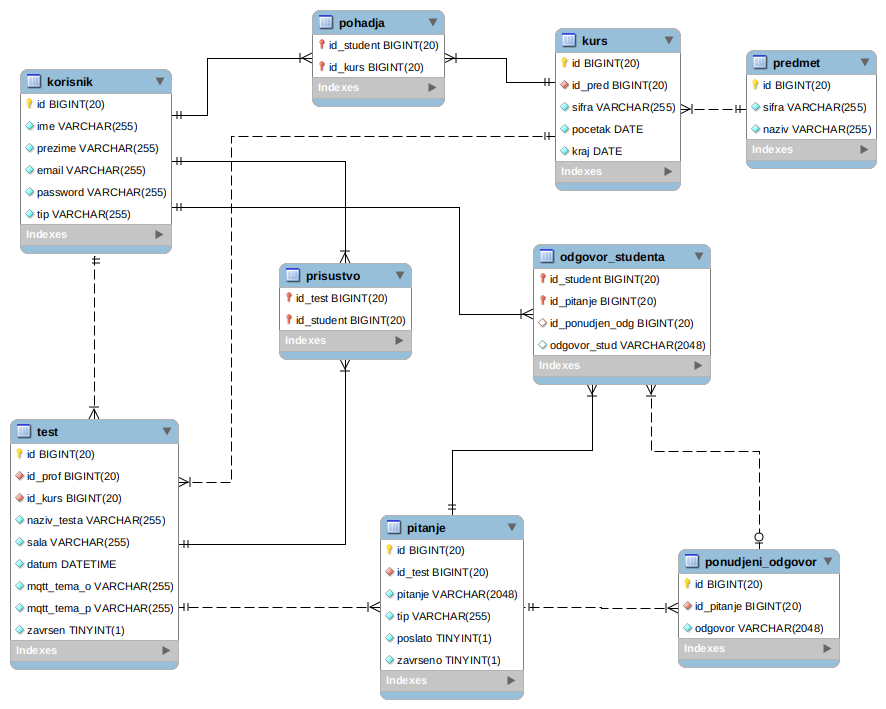 pohadja
id_student BIGINT(20)
id_kurs BIGINT(20)
Indexes
kurs
id BIGINT(20)
id_pred BIGINT(20)
sifra VARCHAR(255)
pocetak DATE
kraj DATE
Indexes
predmet
id BIGINT(20)
sifra VARCHAR(255)
naziv VARCHAR(255)
Indexes
korisnik
id BIGINT(20)
ime VARCHAR(255)
prezime VARCHAR(255)
email VARCHAR(255)
password VARCHAR(255)
tip VARCHAR(255)
Indexes
prisustvo
id_test BIGINT(20)
id_student BIGINT(20)
Indexes
odgovor_studenta
id_student BIGINT(20)
id_pitanje BIGINT(20)
id_ponudjen_odg BIGINT(20)
odgovor_stud VARCHAR(2048)
Indexes
test
id BIGINT(20)
id_prof BIGINT(20)
id_kurs BIGINT(20)
naziv_testa VARCHAR(255)
sala VARCHAR(255)
datum DATETIME
mqtt_tema_o VARCHAR(255)
mqtt_tema_p VARCHAR(255)
zavrsen TINYINT(1)
Indexes
pitanje
id BIGINT(20)
id_test BIGINT(20)
pitanje VARCHAR(2048)
tip VARCHAR(255)
poslato TINYINT(1)
zavrseno TINYINT(1)
Indexes
ponudjeni_odgovor
id BIGINT(20)
id_pitanje BIGINT(20)
odgovor VARCHAR(2048)
Indexes